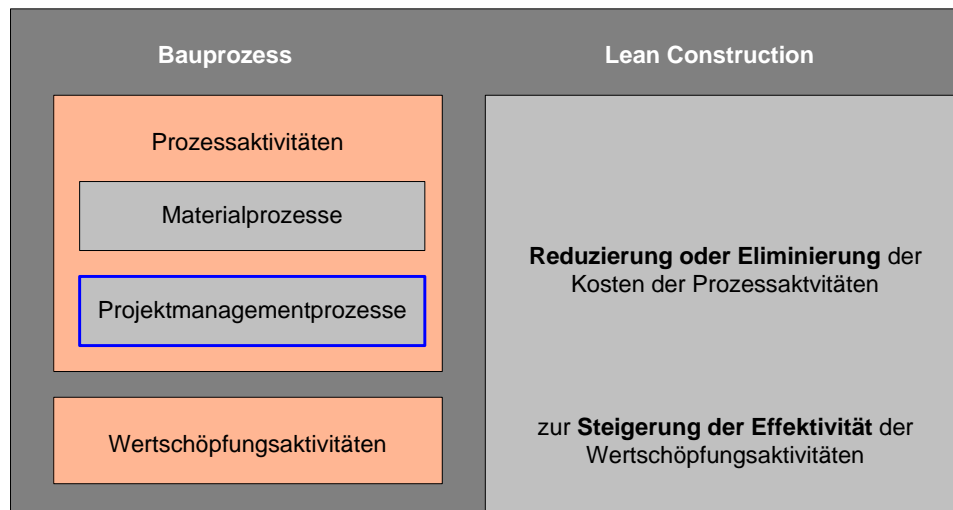 Bauprozess
Lean Construction
Prozessaktivitäten
Materialprozesse
Projektmanagementprozesse
Wertschöpfungsaktivitäten
Reduzierung oder Eliminierung der
Kosten der Prozessaktvitäten
zur Steigerung der Effektivität der
Wertschöpfungsaktivitäten